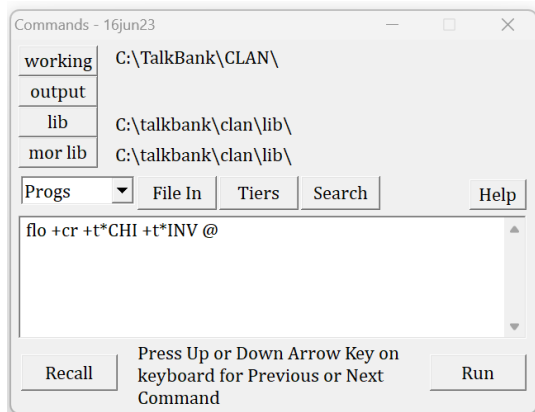 Commands - 16jun23
working C:\TalkBank\CLAN\
output
lib C:\talkbank\clan\lib\
mor lib C:\talkbank\clan\lib\
Progs File In Tiers Search Help
flo +cr +t*CHI +t*INV @
Recall
Press Up or Down Arrow Key on
keyboard for Previous or Next
Command
Run